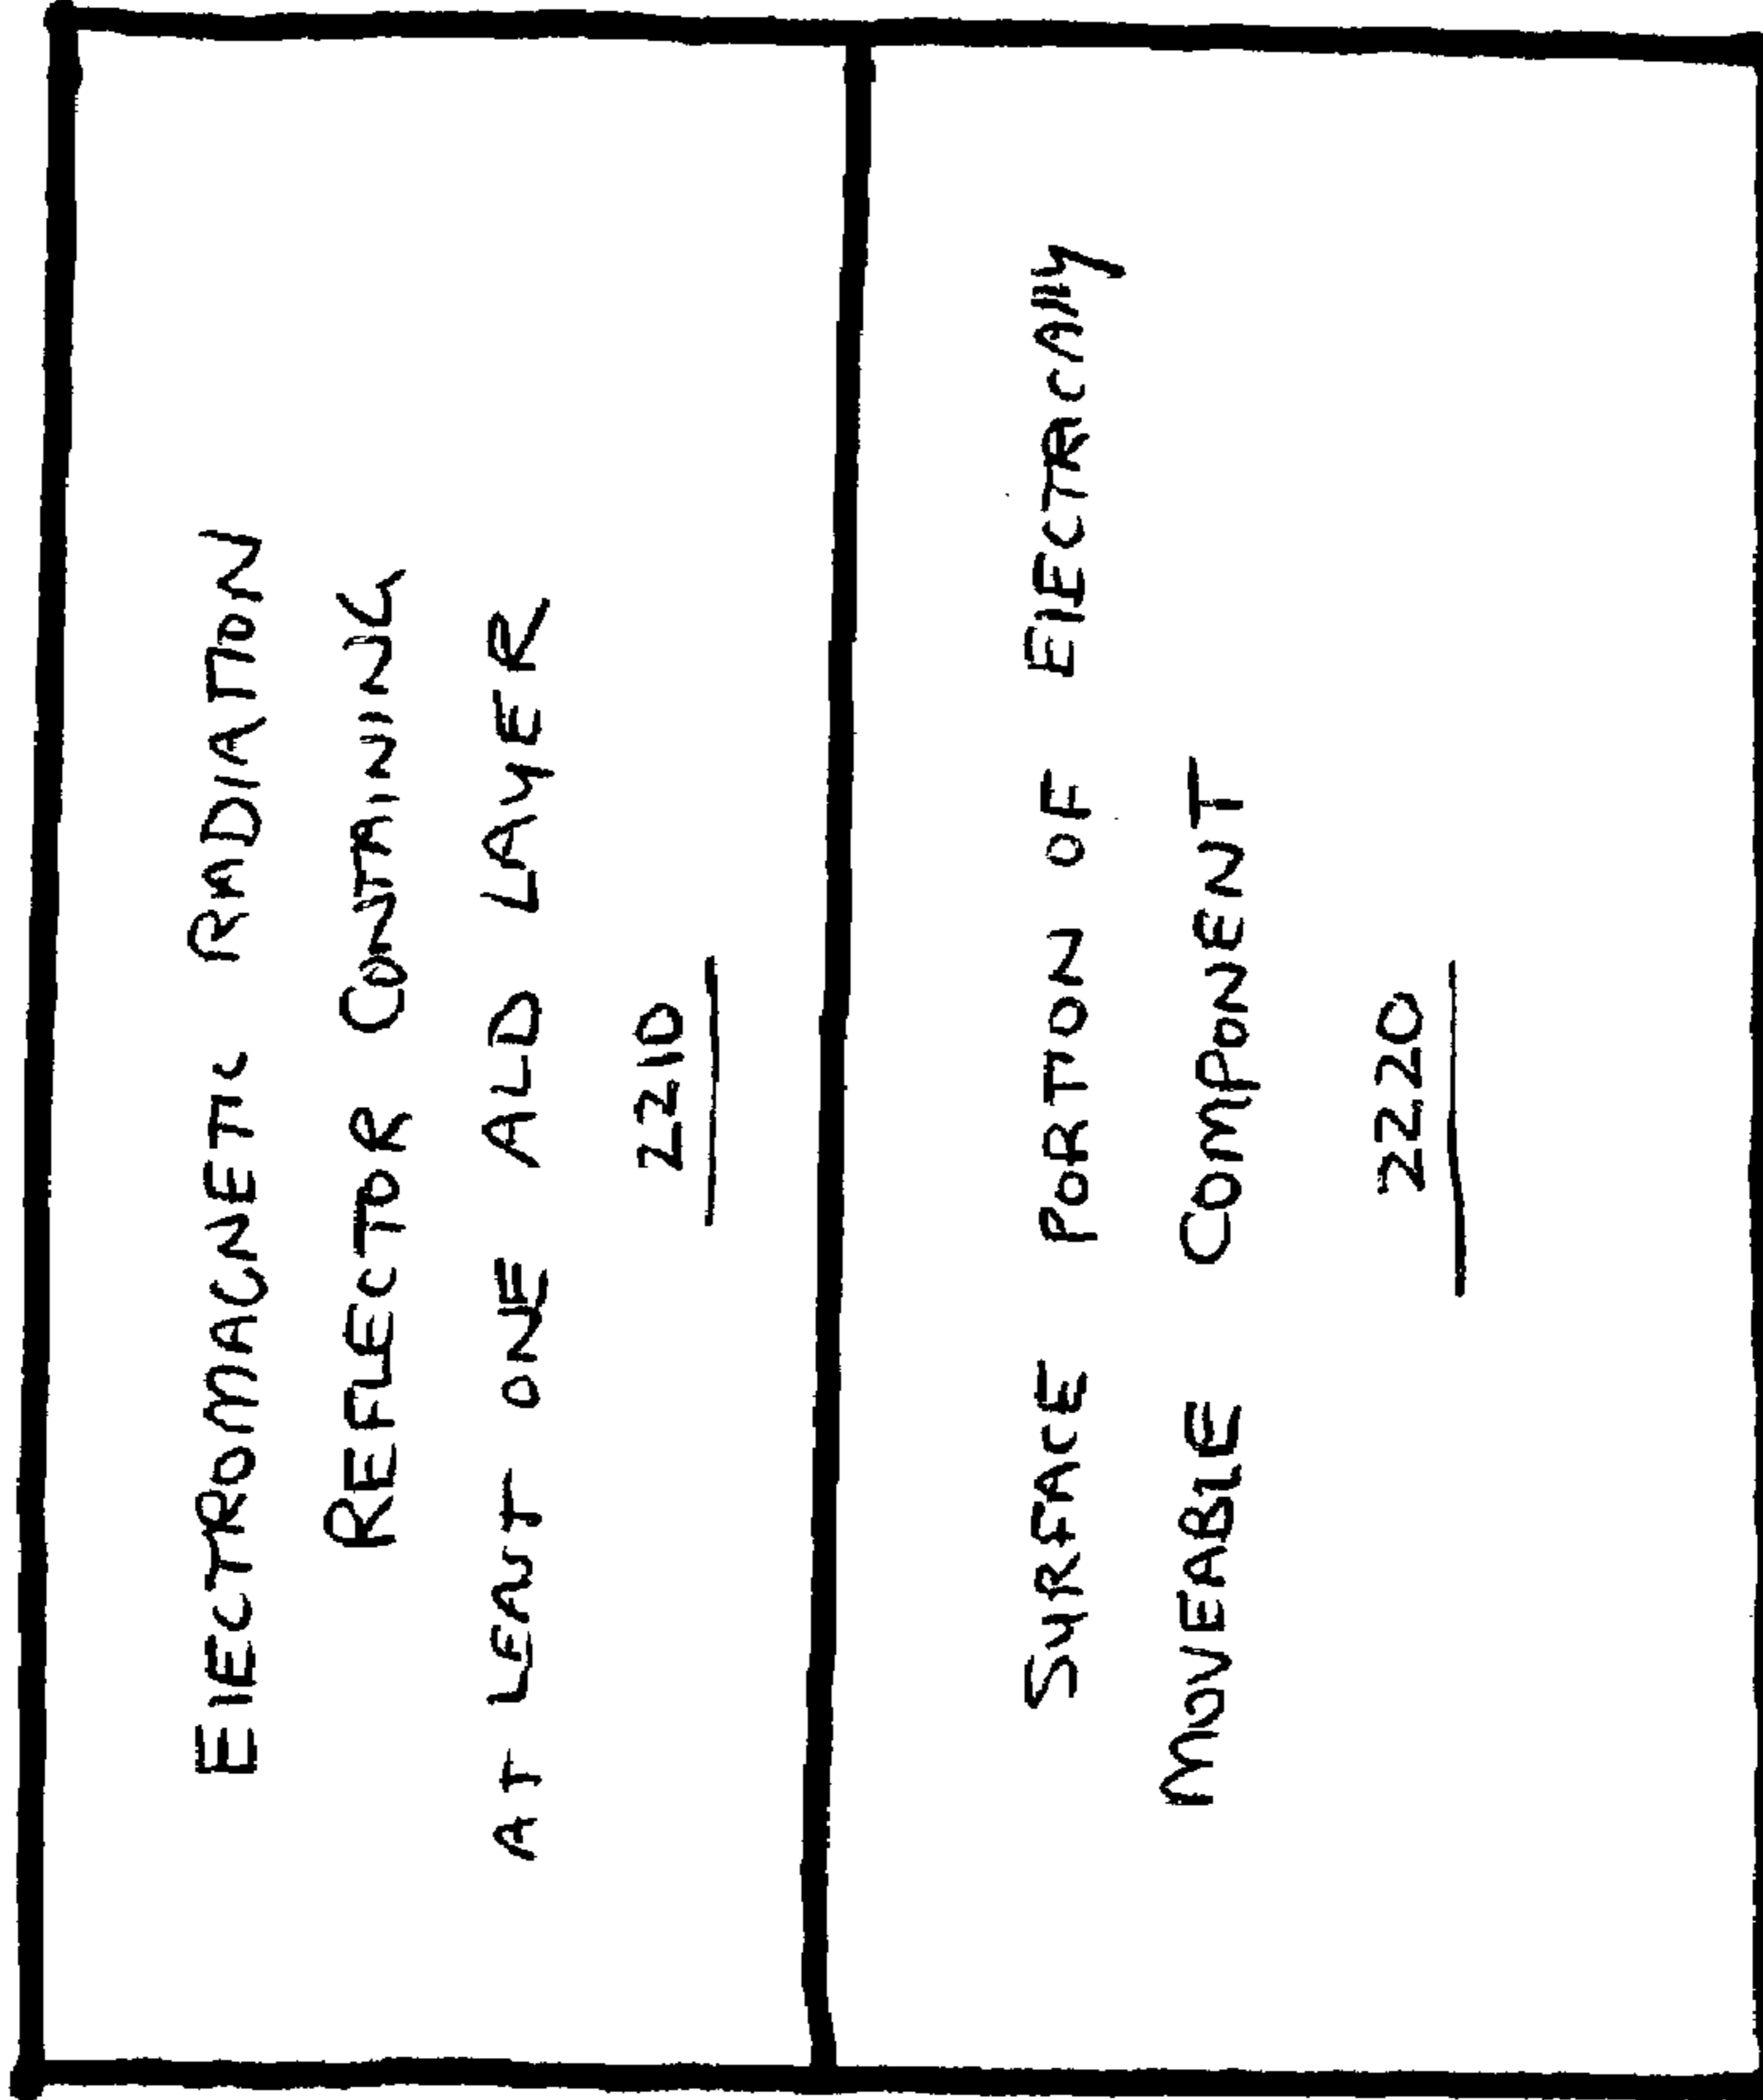 ElECTROMAGNETIC RADIATION
REFLECTOR CONTAINING
AT LEAST ONE ALD LAYER
2210
SURFACE PORTION OF ElECTRICAlly
MOVEABlE COMPONENT
2220